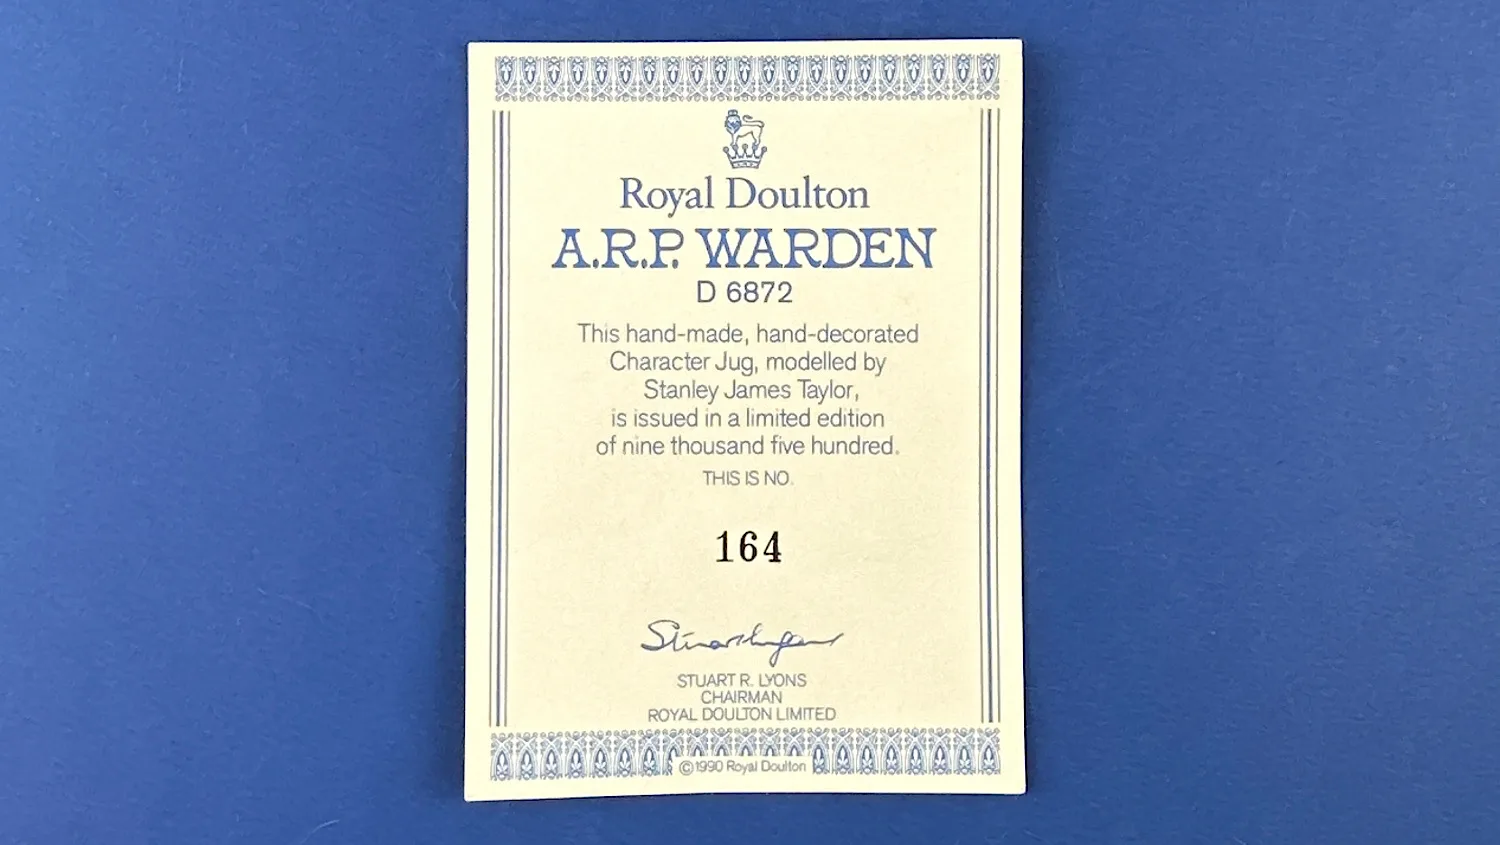 Royal Doulton
A.R.P. WARDEN
D 6872
This hand-made, hand-decorated
Character Jug, modelled by
Stanley James Taylor,
is issued in a limited edition
of nine thousand five hundred.
THIS IS NO.
164
Stuart Lyons
STUART R. LYONS
CHAIRMAN
ROYAL DOULTON LIMITED
©1990 Royal Doulton